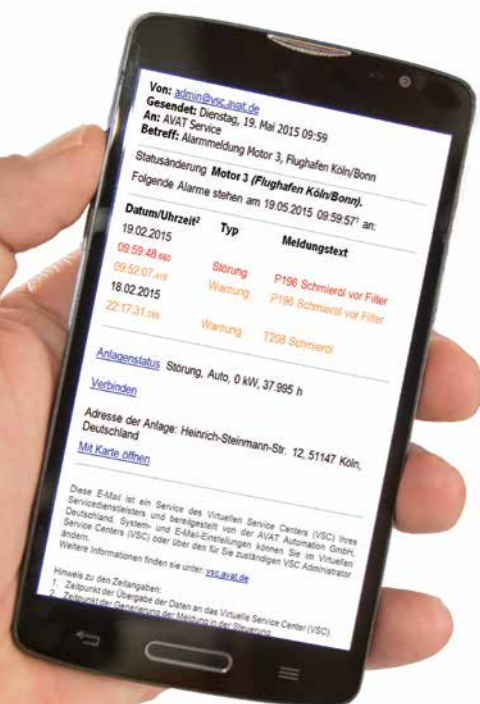 Von: admin@vsc.avat.de
Gesendet: Dienstag, 19. Mai 2015 09:59
An: AVAT Service
Betreff: Alarmmeldung Motor 3, Flughafen Köln/Bonn
Statusänderung Motor 3 (Flughafen Köln/Bonn).
Folgende Alarme stehen am 19.05.2015 09:59:57¹ an:
Datum/Uhrzeit² Typ Meldungstext
19.02.2015
09:59:48.660 Störung P196 Schmieröl vor Filter
09:52:07.419 Warnung P196 Schmieröl vor Filter
18.02.2015
22:17:31 Warnung T208 Schmieröl
Anlagenstatus Störung, Auto, 0 kW, 37.995 h
Verbinden
Adresse der Anlage: Heinrich-Steinmann-Str. 12, 51147 Köln,
Deutschland
Mit Karte öffnen
Diese E-Mail ist ein Service des Virtuellen Service Centers (VSC) Ihres
Servicedienstleisters und bereitgestellt von der AVAT Automation GmbH,
Deutschland. System- und E-Mail-Einstellungen können Sie im Virtuellen
Service Centers (VSC) oder über den für Sie zuständigen VSC Administrator
ändern.
Weitere Informationen finden sie unter: vsc.avat.de
Hinweis zu den Zeitangaben:
1. Zeitpunkt der Übergabe der Daten an das Virtuelle Service Center (VSC).
2. Zeitpunkt der Generierung der Meldung in der Steuerung